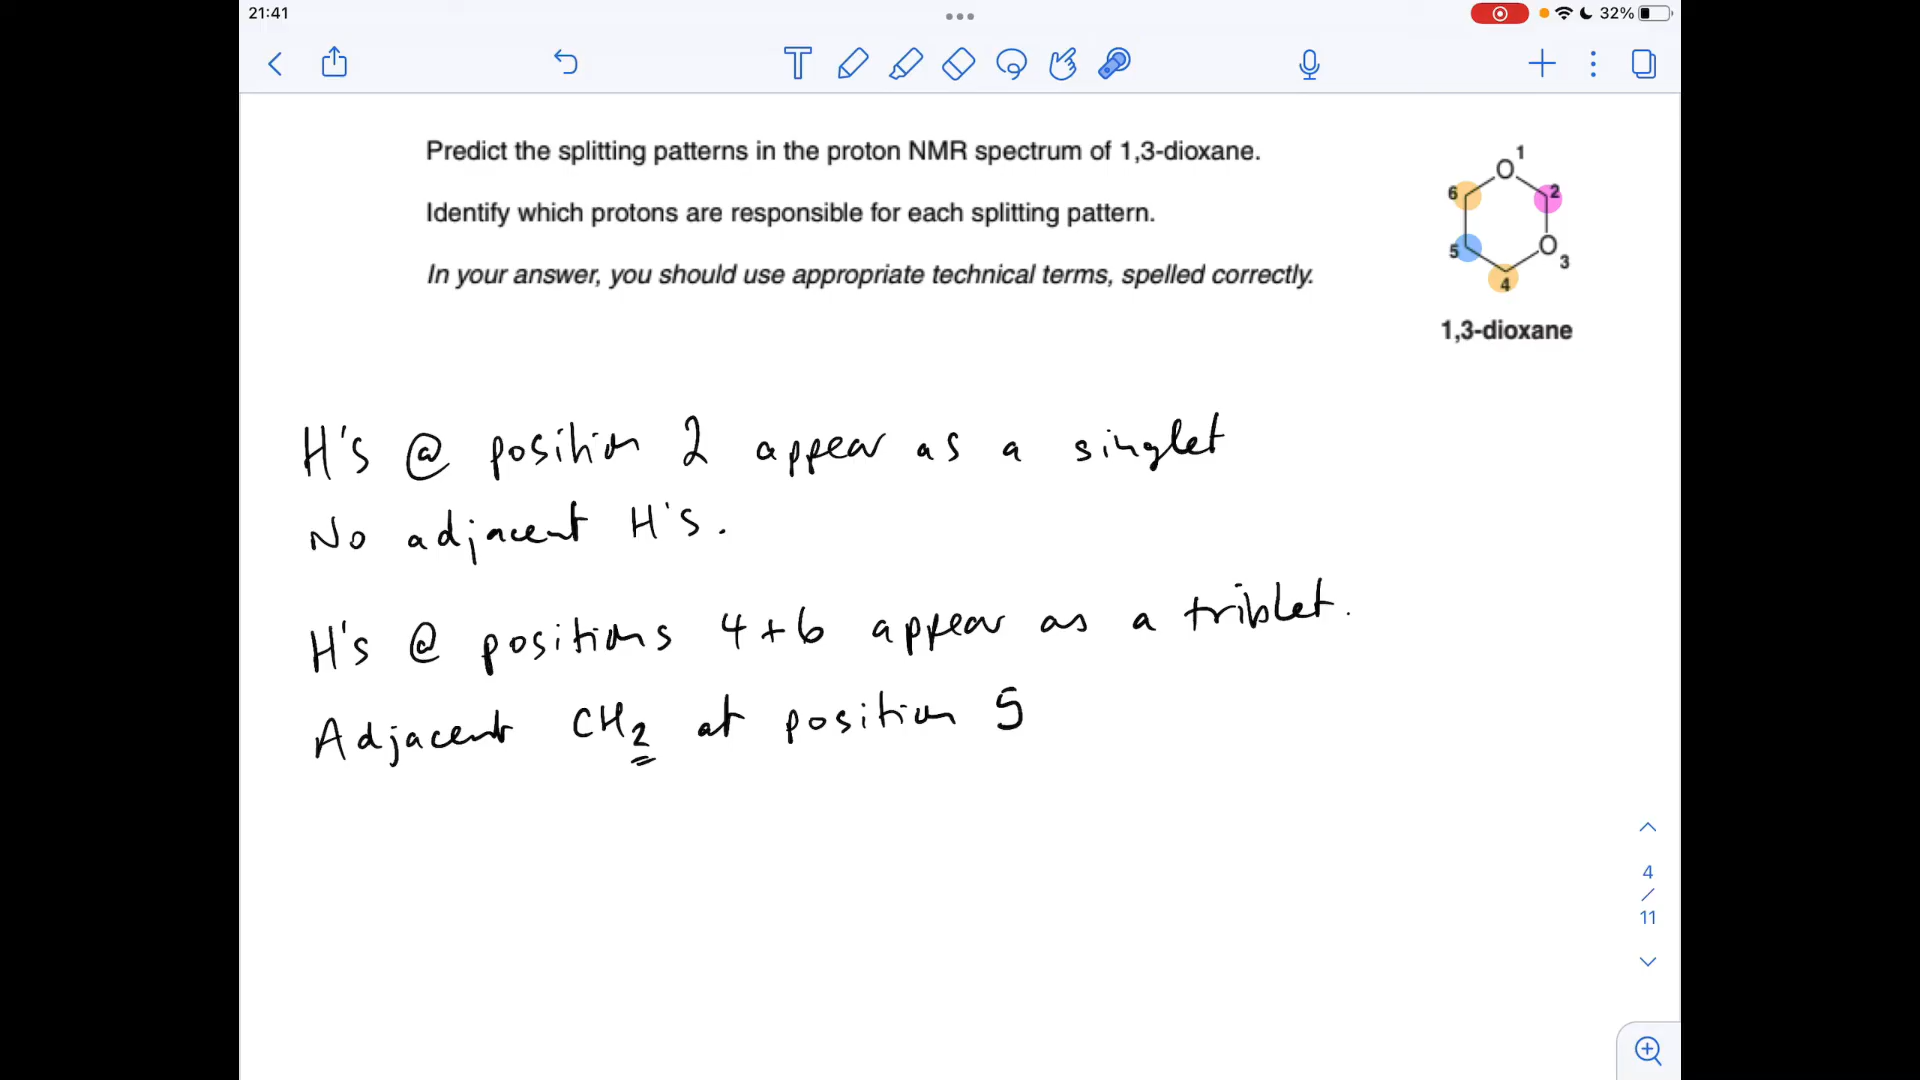 21:41
32%
Predict the splitting patterns in the proton NMR spectrum of 1,3-dioxane.
Identify which protons are responsible for each splitting pattern.
In your answer, you should use appropriate technical terms, spelled correctly.
1
O
6
2
5
O
3
4
1,3-dioxane
H's @ position 2 appear as a singlet
No adjacent H's.
H's @ positions 4+6 appear as a triblet.
Adjacent CH2 at position 5
4
/
11